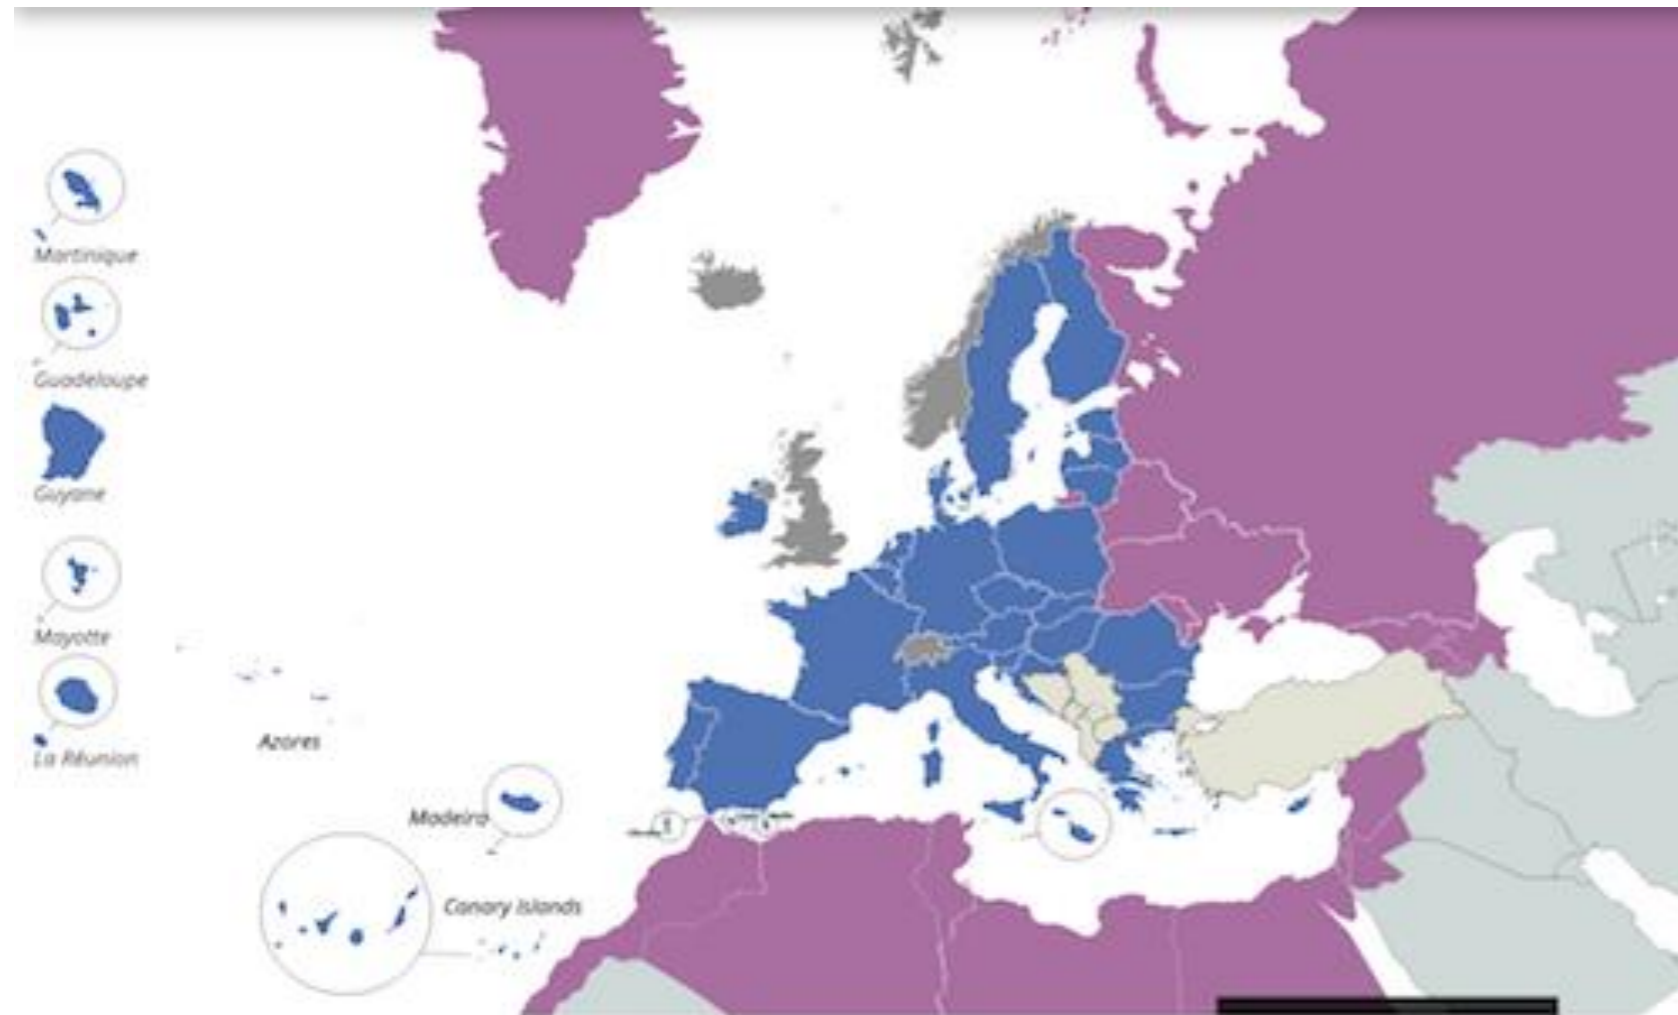 Martinique
Guadeloupe
Guyane
Mayotte
La Réunion
Azores
Madeira
Canary Islands